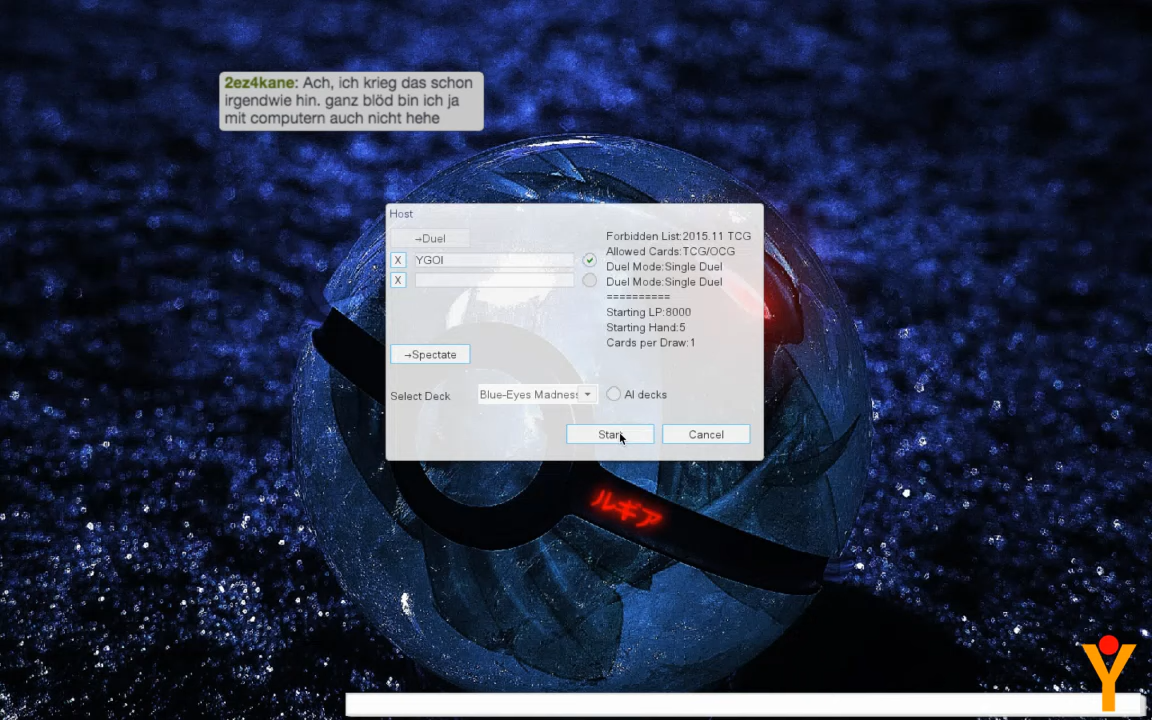 2ez4kane: Ach, ich krieg das schon
irgendwie hin. ganz blöd bin ich ja
mit computern auch nicht hehe
Host
→Duel
X YGOI
X
→Spectate
Select Deck Blue-Eyes Madness AI decks
Forbidden List:2015.11 TCG
Allowed Cards:TCG/OCG
Duel Mode:Single Duel
Duel Mode:Single Duel
==========
Starting LP:8000
Starting Hand:5
Cards per Draw:1
Start Cancel
ルギア
Y